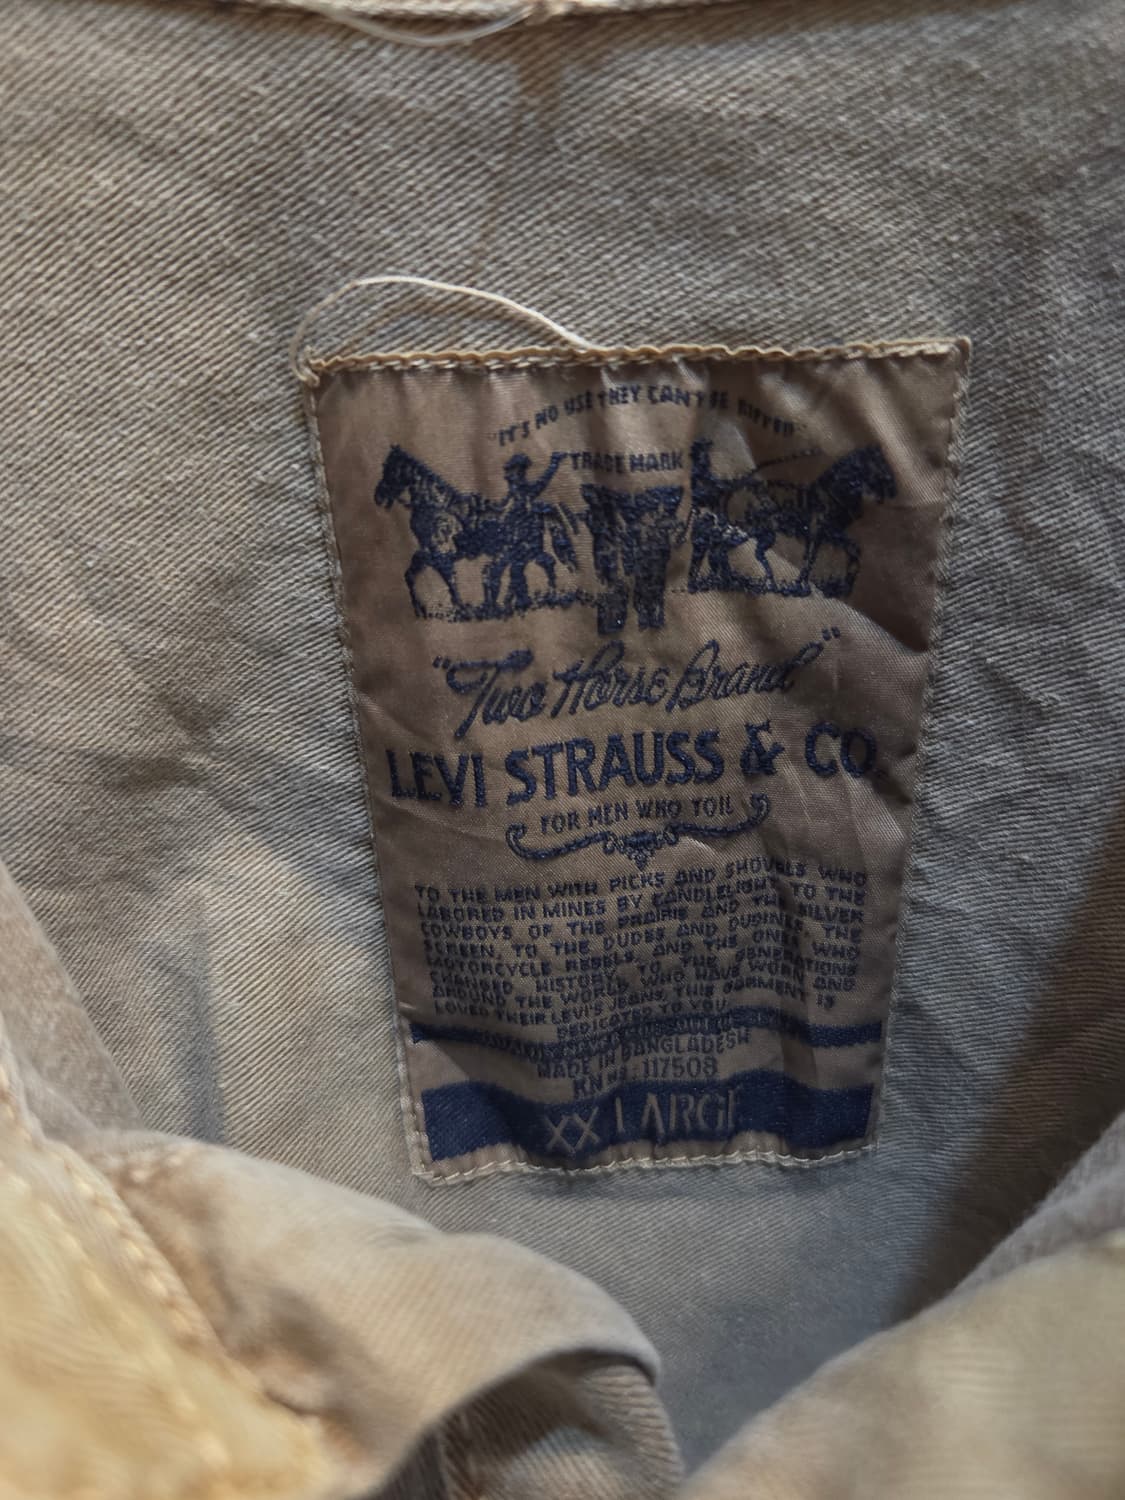 "IT'S NO USE THEY CAN'T BE RIPPED"
TRADE MARK
"Two Horse Brand"
LEVI STRAUSS & CO.
FOR MEN WHO TOIL
TO THE MEN WITH PICKS AND SHOVELS WHO
LABORED IN MINES BY CANDLELIGHT, TO THE
COWBOYS OF THE PRAIRIE AND THE SILVER
SCREEN, TO THE DUDES AND DUDINES, THE
MOTORCYCLE REBELS, AND THE ONES WHO
CHANGED HISTORY, TO THE GENERATIONS
AROUND THE WORLD WHO HAVE WORN AND
LOVED THEIR LEVI'S JEANS, THIS GARMENT IS
DEDICATED TO YOU.
MADE IN BANGLADESH
RN No: 117508
XX LARGE